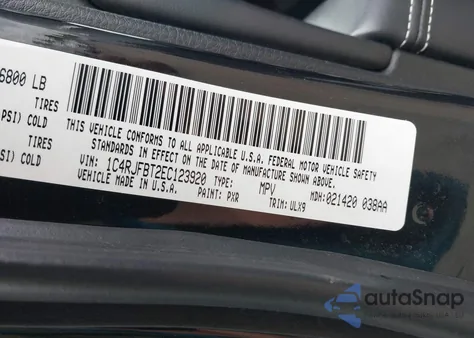 6800 LB
TIRES
PSI) COLD
TIRES
PSI) COLD
THIS VEHICLE CONFORMS TO ALL APPLICABLE U.S.A. FEDERAL MOTOR VEHICLE SAFETY
STANDARDS IN EFFECT ON THE DATE OF MANUFACTURE SHOWN ABOVE.
VIN: 1C4RJFBT2EC123920 TYPE: MPV MDH:021420 038AA
VEHICLE MADE IN U.S.A. PAINT: PXR TRIM: ULX9
autoSnap